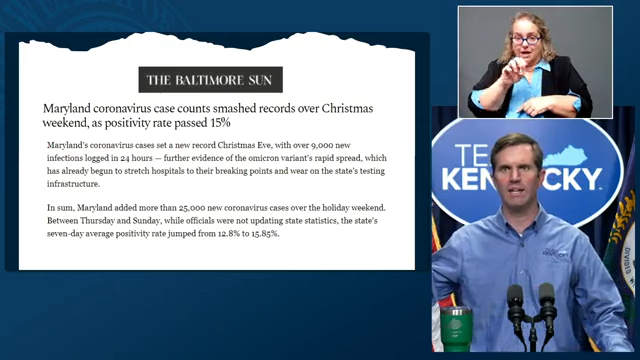 THE BALTIMORE SUN
Maryland coronavirus case counts smashed records over Christmas
weekend, as positivity rate passed 15%
Maryland's coronavirus cases set a new record Christmas Eve, with over 9,000 new
infections logged in 24 hours — further evidence of the omicron variant's rapid spread, which
has already begun to stretch hospitals to their breaking points and wear on the state's testing
infrastructure.
In sum, Maryland added more than 25,000 new coronavirus cases over the holiday weekend.
Between Thursday and Sunday, while officials were not updating state statistics, the state's
seven-day average positivity rate jumped from 12.8% to 15.85%.
TE
KENTUCKY